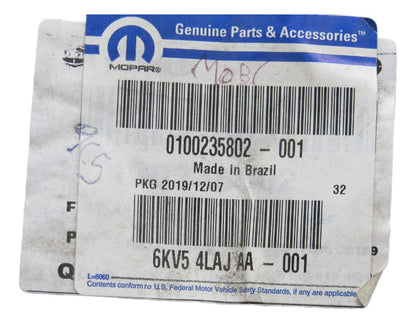 Genuine Parts & Accessories™
MOPAR®
MOBC
0100235802 - 001
Made in Brazil
PKG 2019/12/07 32
F
P
9
6KV5 4LAJ AA - 001
Q
L=6060
Contents conform to U.S. Federal Motor Vehicle Safety Standards, if any are applicable